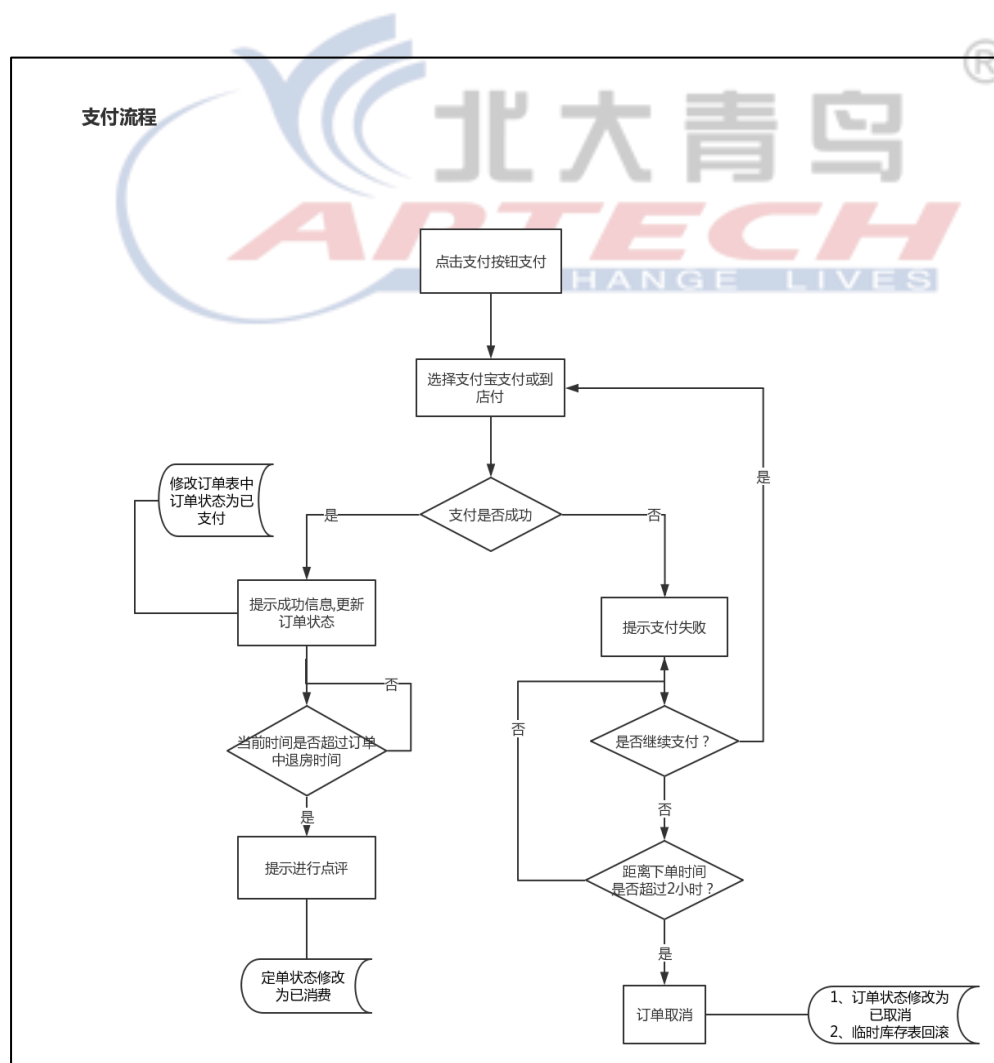 ®
北大青鸟
APTECH
CHANGE LIVES
支付流程
点击支付按钮支付
选择支付宝支付或到
店付
是
修改订单表中
订单状态为已
支付
支付是否成功
是
否
提示成功信息,更新
订单状态
提示支付失败
否
否
当前时间是否超过订单
中退房时间
是否继续支付？
是
否
提示进行点评
距离下单时间
是否超过2小时？
是
定单状态修改
为已消费
订单取消
1、订单状态修改为
已取消
2、临时库存表回滚